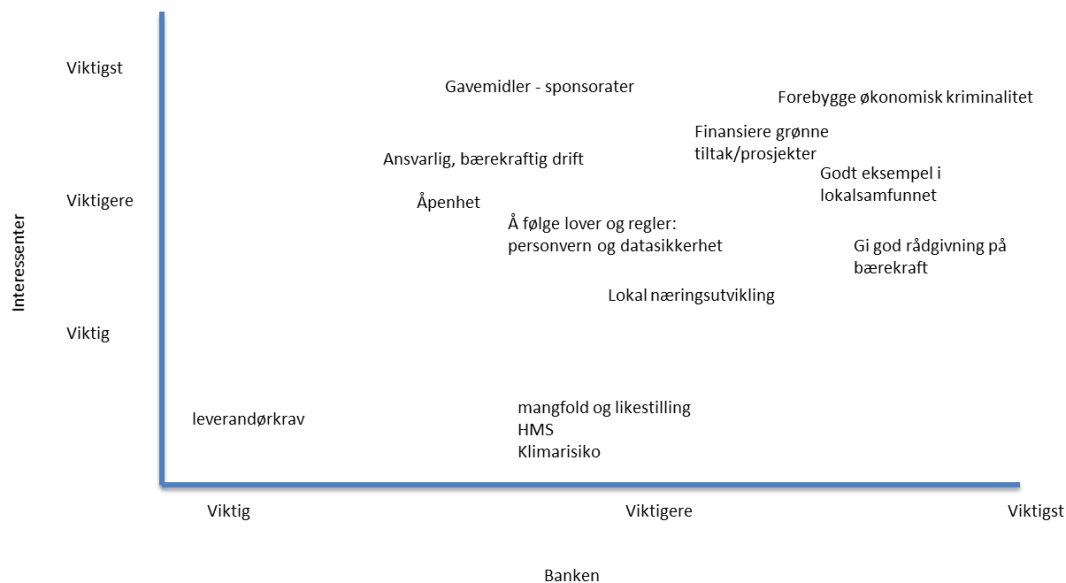 Viktigst
Gavemidler - sponsorater
Forebygge økonomisk kriminalitet
Finansiere grønne
tiltak/prosjekter
Ansvarlig, bærekraftig drift
Godt eksempel i
lokalsamfunnet
Viktigere
Åpenhet
Å følge lover og regler:
personvern og datasikkerhet
Gi god rådgivning på
bærekraft
Interessenter
Lokal næringsutvikling
Viktig
leverandørkrav
mangfold og likestilling
HMS
Klimarisiko
Viktig
Viktigere
Viktigst
Banken